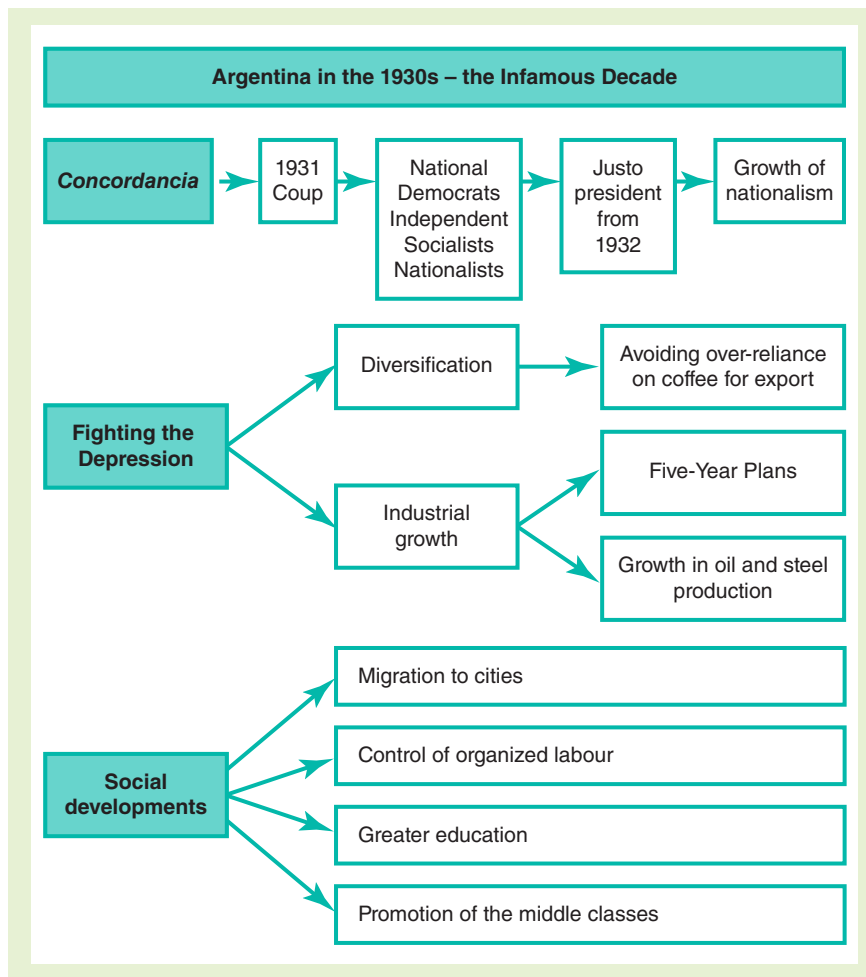 Argentina in the 1930s – the Infamous Decade
Concordancia
1931
Coup
National
Democrats
Independent
Socialists
Nationalists
Justo
president
from
1932
Growth of
nationalism
Fighting the
Depression
Diversification
Avoiding over-reliance
on coffee for export
Industrial
growth
Five-Year Plans
Growth in oil and steel
production
Social
developments
Migration to cities
Control of organized labour
Greater education
Promotion of the middle classes